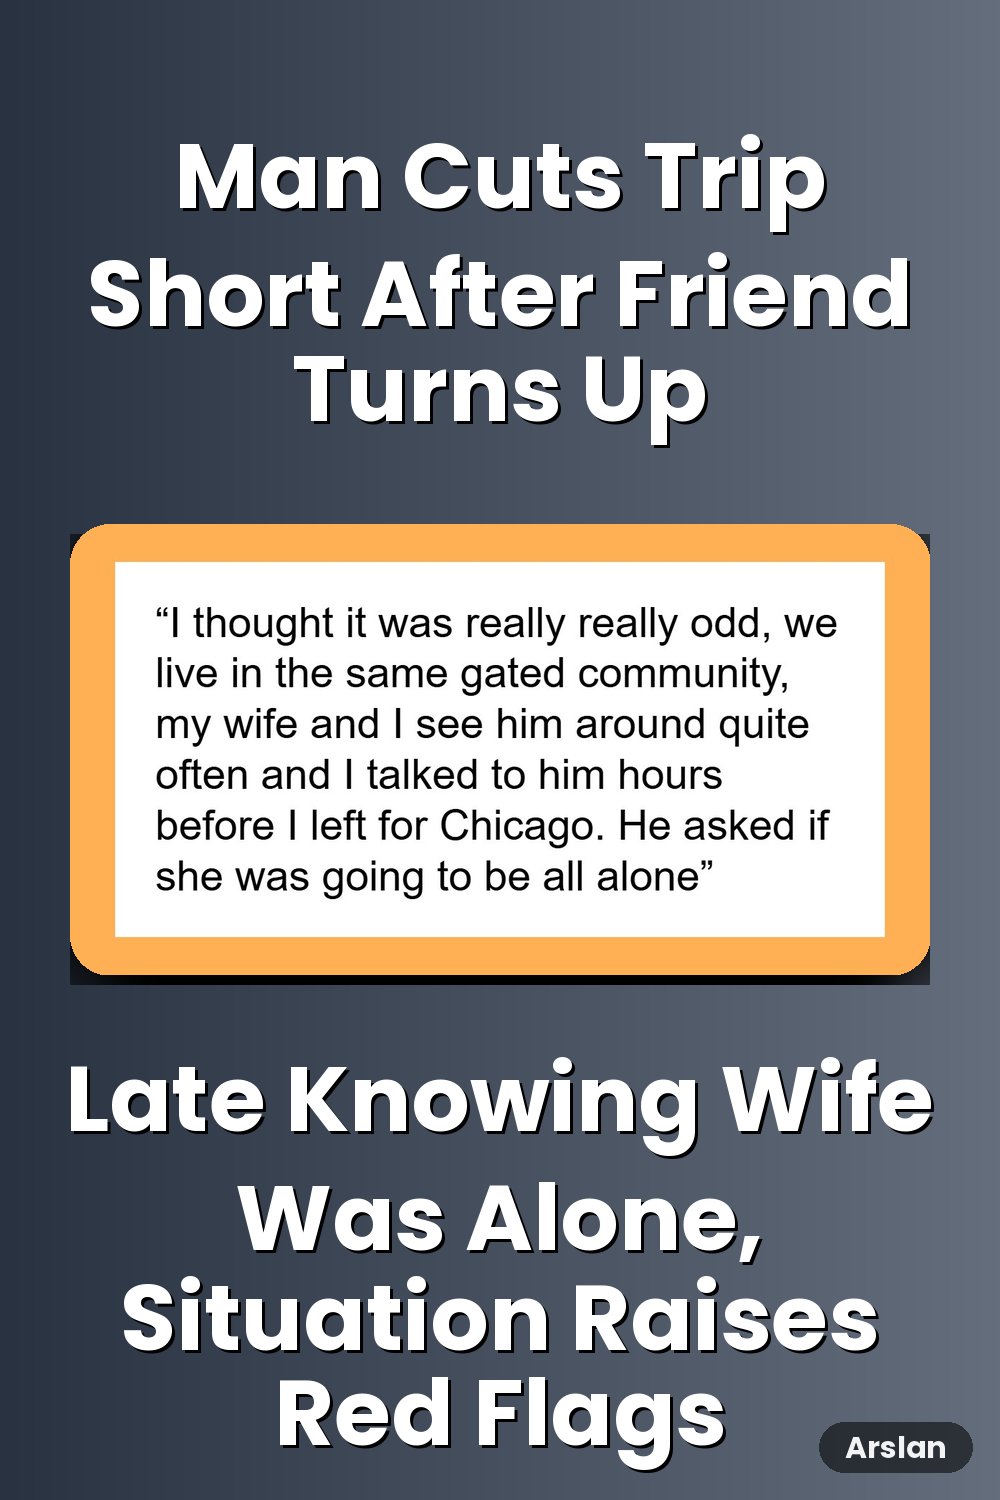 Man Cuts Trip
Short After Friend
Turns Up
“I thought it was really really odd, we
live in the same gated community,
my wife and I see him around quite
often and I talked to him hours
before I left for Chicago. He asked if
she was going to be all alone”
Late Knowing Wife
Was Alone,
Situation Raises
Red Flags
Arslan